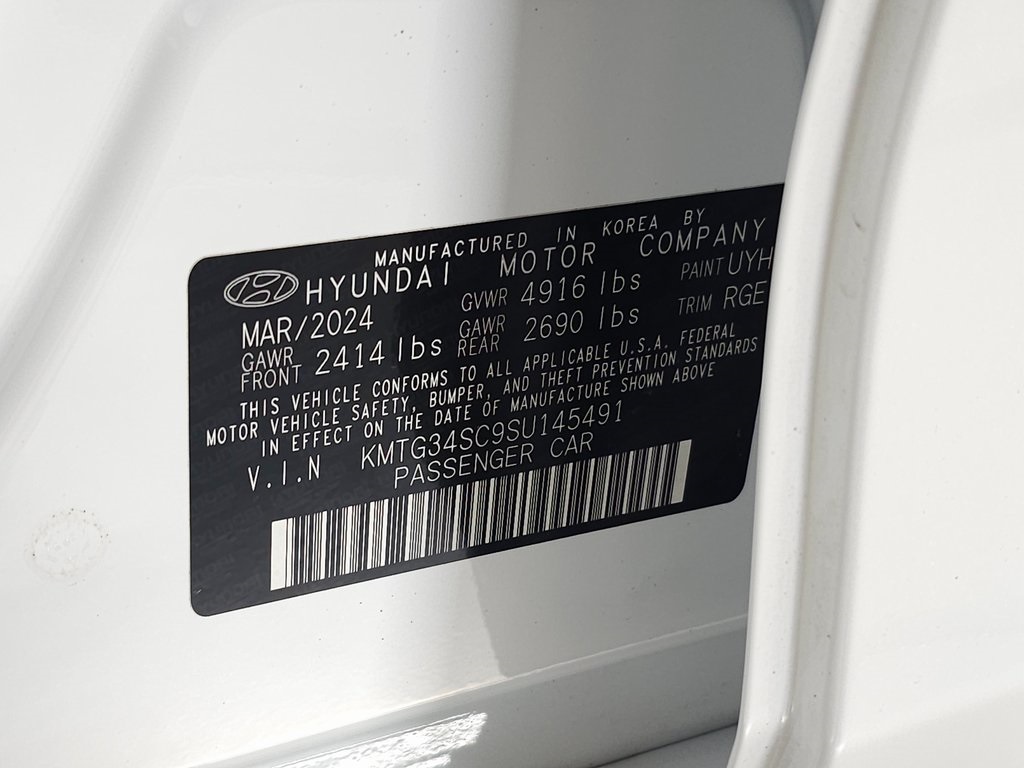 MANUFACTURED IN KOREA BY
HYUNDAI MOTOR COMPANY
MAR/2024 GVWR 4916 lbs PAINT UYH
GAWR FRONT 2414 lbs GAWR REAR 2690 lbs TRIM RGE
THIS VEHICLE CONFORMS TO ALL APPLICABLE U.S.A. FEDERAL
MOTOR VEHICLE SAFETY, BUMPER, AND THEFT PREVENTION STANDARDS
IN EFFECT ON THE DATE OF MANUFACTURE SHOWN ABOVE
V.I.N KMTG34SC9SU145491
PASSENGER CAR